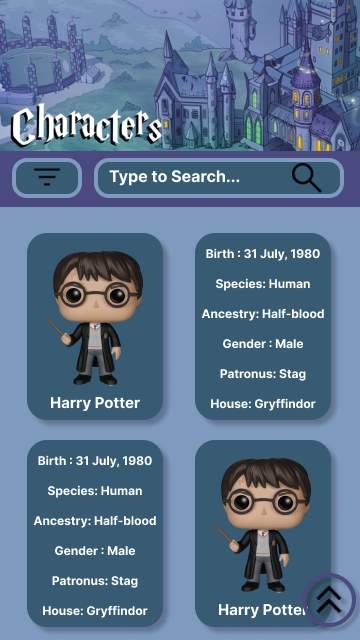 Characters
Type to Search...
Harry Potter
Birth : 31 July, 1980
Species: Human
Ancestry: Half-blood
Gender : Male
Patronus: Stag
House: Gryffindor
Birth : 31 July, 1980
Species: Human
Ancestry: Half-blood
Gender : Male
Patronus: Stag
House: Gryffindor
Harry Potter